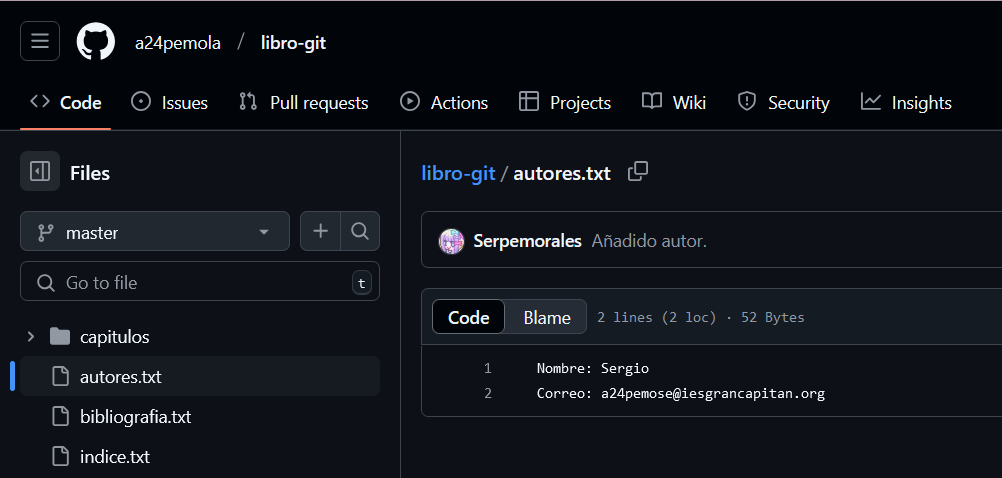 a24pemola / libro-git
Code Issues Pull requests Actions Projects Wiki Security Insights
Files
master
Go to file t
capitulos
autores.txt
bibliografia.txt
indice.txt
libro-git / autores.txt
Serpemorales Añadido autor.
Code Blame 2 lines (2 loc) · 52 Bytes
1 Nombre: Sergio
2 Correo: a24pemose@iesgrancapitan.org